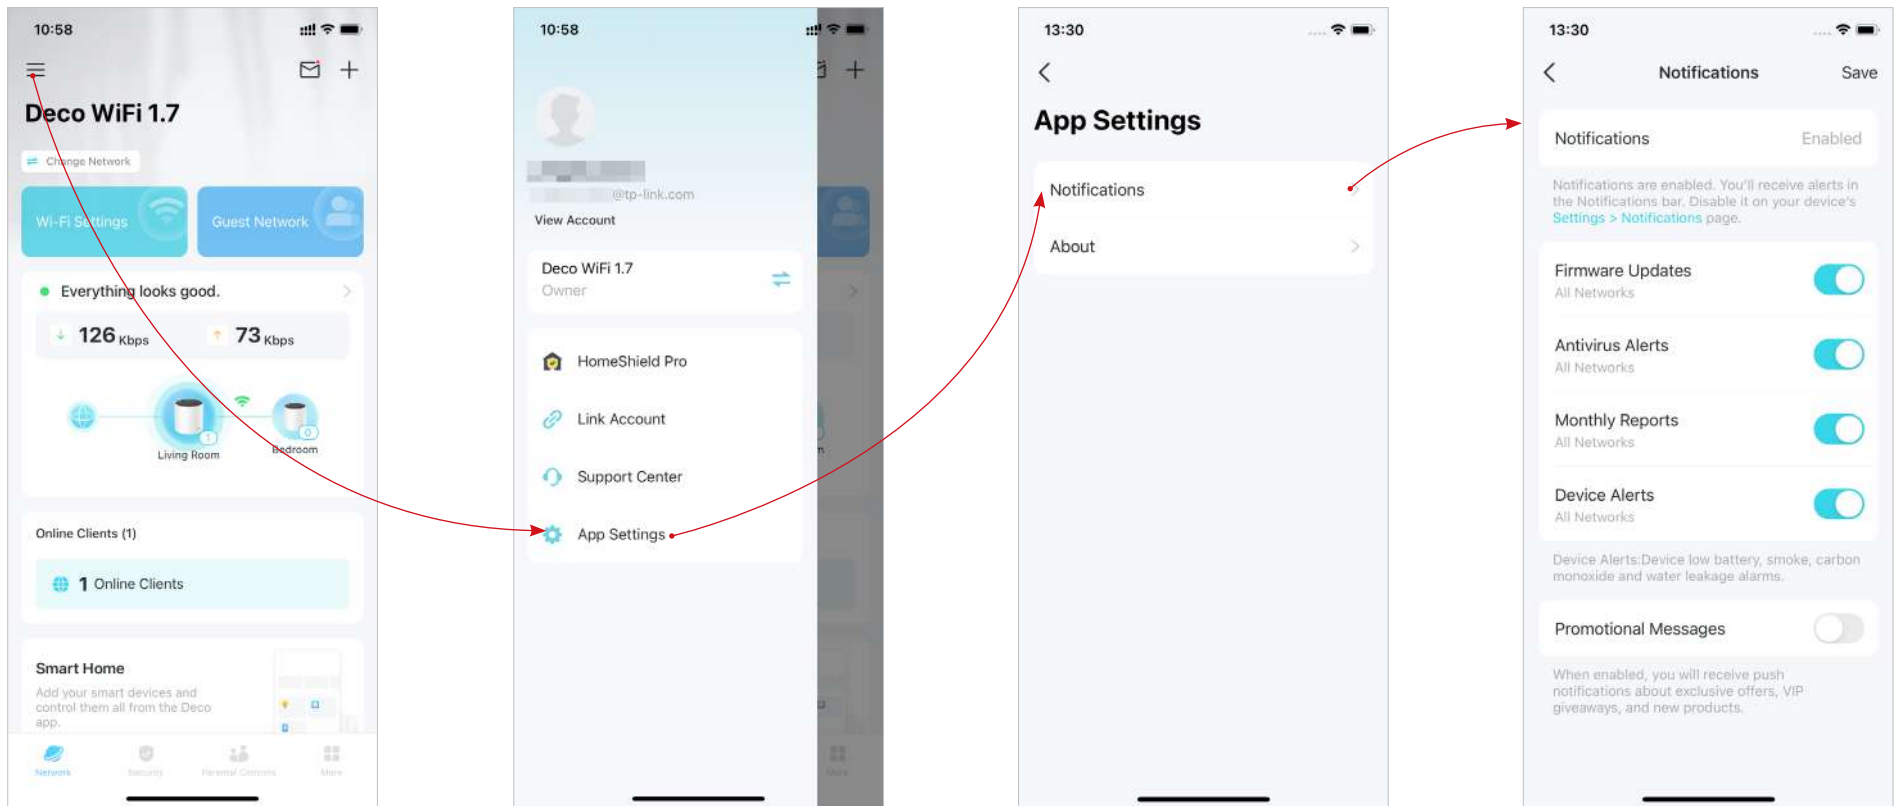 10:58
Deco WiFi 1.7
Change Network
Wi-Fi Settings
Guest Network
Everything looks good.
126 Kbps
73 Kbps
Living Room
1
Bedroom
0
Online Clients (1)
1 Online Clients
Smart Home
Add your smart devices and
control them all from the Deco
app.
Network
Security
Parental Controls
More
10:58
@tp-link.com
View Account
Deco WiFi 1.7
Owner
HomeShield Pro
Link Account
Support Center
App Settings
More
13:30
App Settings
Notifications
About
13:30
Notifications
Save
Notifications
Enabled
Notifications are enabled. You'll receive alerts in
the Notifications bar. Disable it on your device's
Settings > Notifications page.
Firmware Updates
All Networks
Antivirus Alerts
All Networks
Monthly Reports
All Networks
Device Alerts
All Networks
Device Alerts:Device low battery, smoke, carbon
monoxide and water leakage alarms.
Promotional Messages
When enabled, you will receive push
notifications about exclusive offers, VIP
giveaways, and new products.